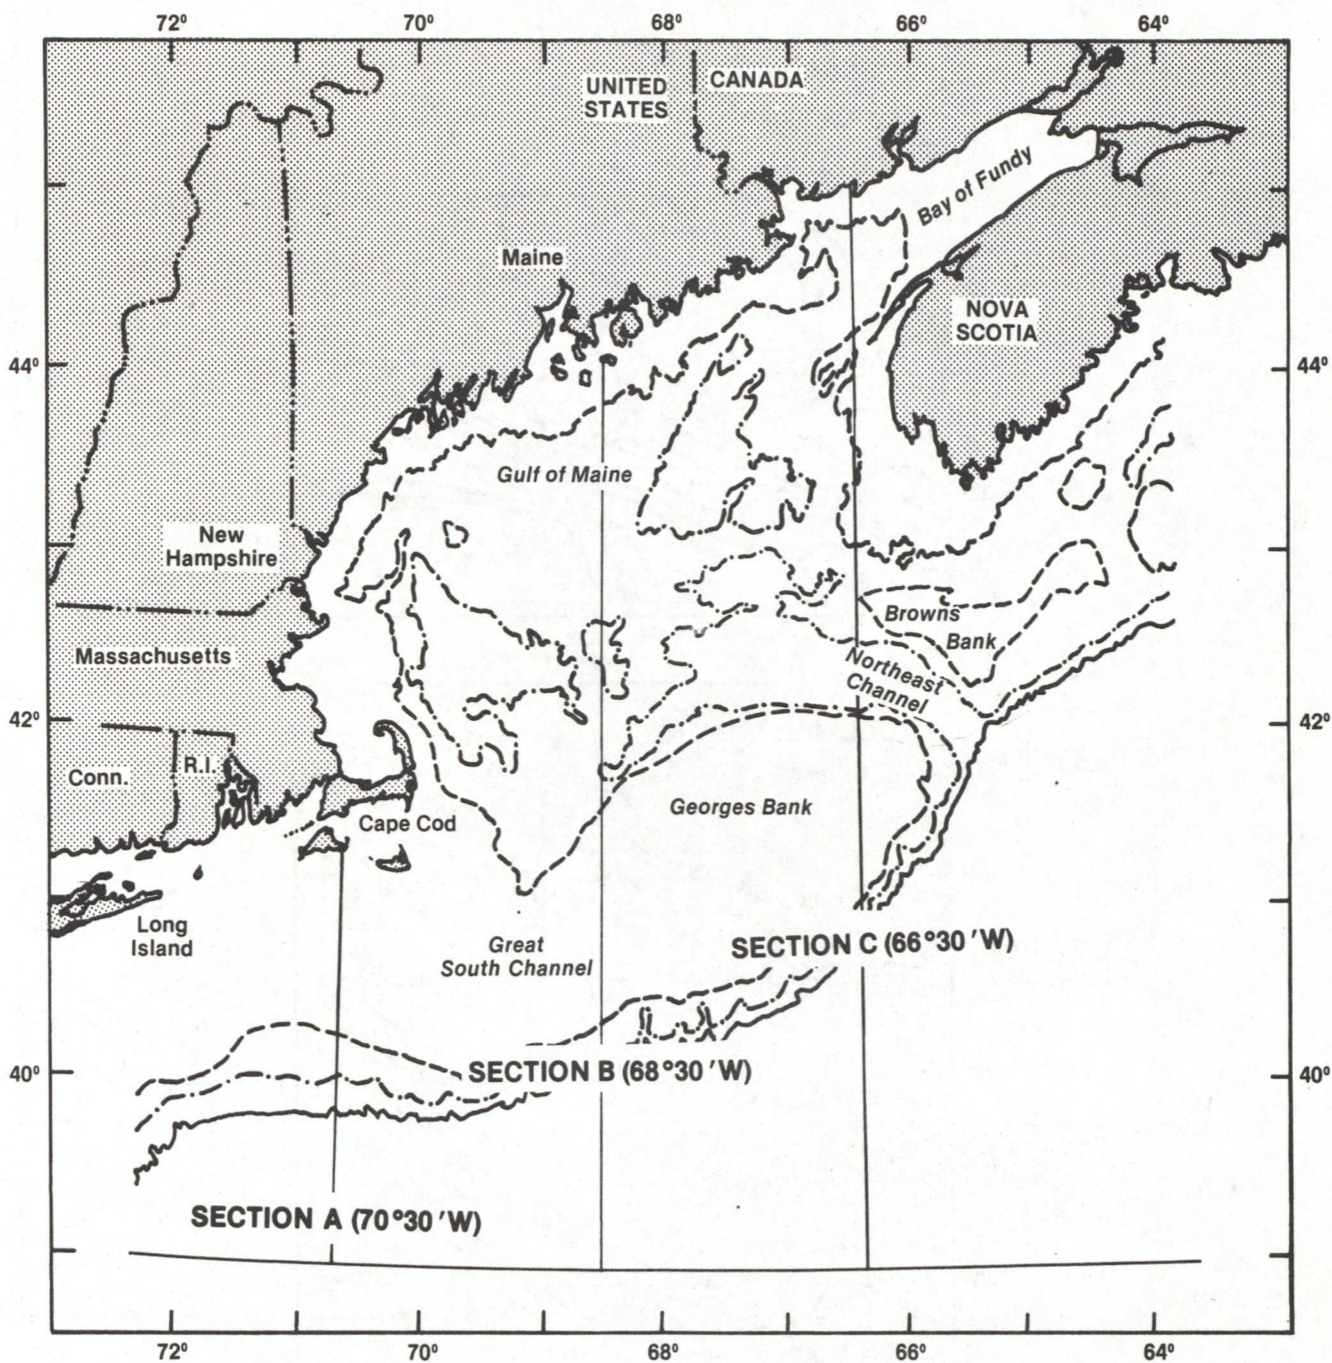 72° 70° 68° 66° 64°
UNITED
STATES
CANADA
Bay of Fundy
Maine
NOVA
SCOTIA
44° 44°
Gulf of Maine
New
Hampshire
Browns
Bank
Massachusetts
Northeast
Channel
42° 42°
Conn.
R.I.
Georges Bank
Cape Cod
Long
Island
Great
South Channel
SECTION C (66°30'W)
40° 40°
SECTION B (68°30'W)
SECTION A (70°30'W)
72° 70° 68° 66° 64°